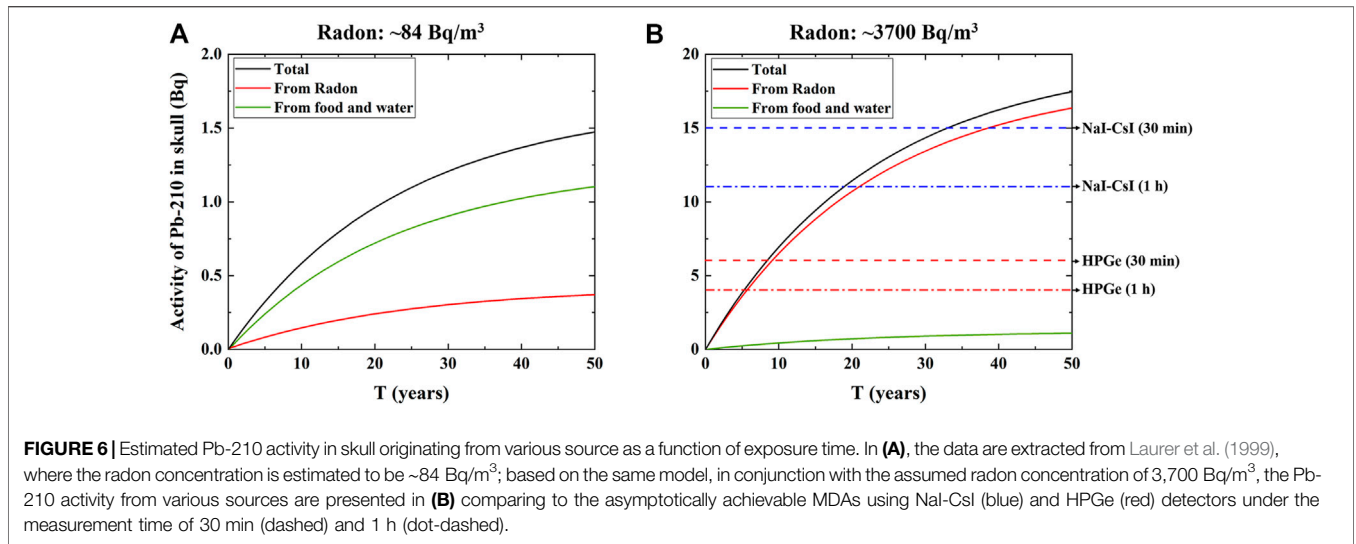 A
Radon: ~84 Bq/m³
Activity of Pb-210 in skull (Bq)
2.0
1.5
1.0
0.5
0.0
Total
From Radon
From food and water
0 10 20 30 40 50
T (years)
B
Radon: ~3700 Bq/m³
20
15
10
5
0
Total
From Radon
From food and water
NaI-CsI (30 min)
NaI-CsI (1 h)
HPGe (30 min)
HPGe (1 h)
0 10 20 30 40 50
T (years)
FIGURE 6 | Estimated Pb-210 activity in skull originating from various source as a function of exposure time. In (A), the data are extracted from Laurer et al. (1999),
where the radon concentration is estimated to be ~84 Bq/m³; based on the same model, in conjunction with the assumed radon concentration of 3,700 Bq/m³, the Pb-
210 activity from various sources are presented in (B) comparing to the asymptotically achievable MDAs using NaI-CsI (blue) and HPGe (red) detectors under the
measurement time of 30 min (dashed) and 1 h (dot-dashed).